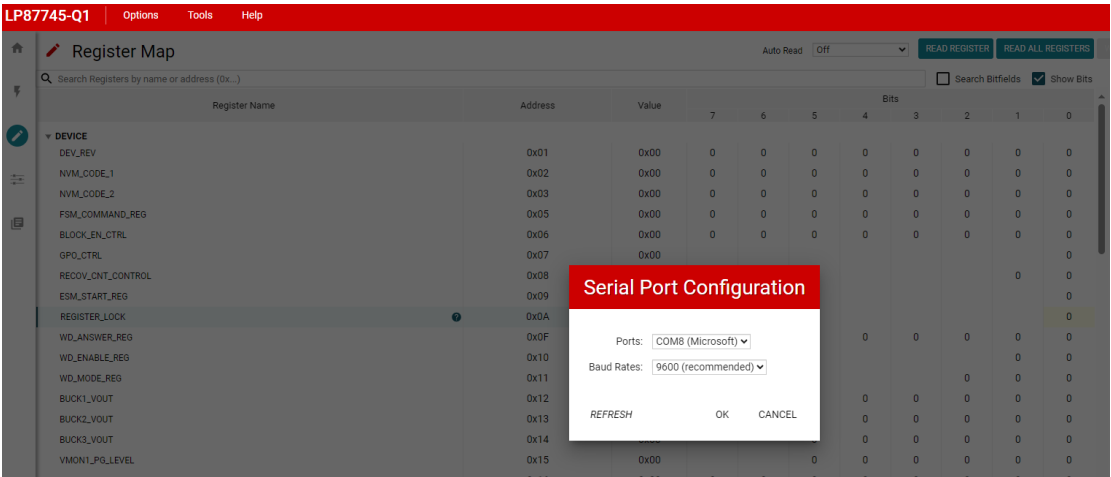 LP87745-Q1 Options Tools Help
Register Map Auto Read Off READ REGISTER READ ALL REGISTERS
Search Registers by name or address (0x...) Search Bitfields Show Bits
Register Name Address Value Bits
7 6 5 4 3 2 1 0
DEVICE
DEV_REV 0x01 0x00 0 0 0 0 0 0 0 0
NVM_CODE_1 0x02 0x00 0 0 0 0 0 0 0 0
NVM_CODE_2 0x03 0x00 0 0 0 0 0 0 0 0
FSM_COMMAND_REG 0x05 0x00 0 0 0 0 0 0 0 0
BLOCK_EN_CTRL 0x06 0x00 0 0 0 0 0 0 0 0
GPO_CTRL 0x07 0x00 0
RECOV_CNT_CONTROL 0x08 0 0
ESM_START_REG 0x09 0
REGISTER_LOCK 0x0A 0
WD_ANSWER_REG 0x0F 0 0 0 0 0
WD_ENABLE_REG 0x10 0 0
WD_MODE_REG 0x11 0 0 0
BUCK1_VOUT 0x12 0 0 0 0 0
BUCK2_VOUT 0x13 0 0 0 0 0
BUCK3_VOUT 0x14 0 0 0 0 0
VMON1_PG_LEVEL 0x15 0x00 0 0 0 0 0 0
Serial Port Configuration
Ports: COM8 (Microsoft)
Baud Rates: 9600 (recommended)
REFRESH OK CANCEL